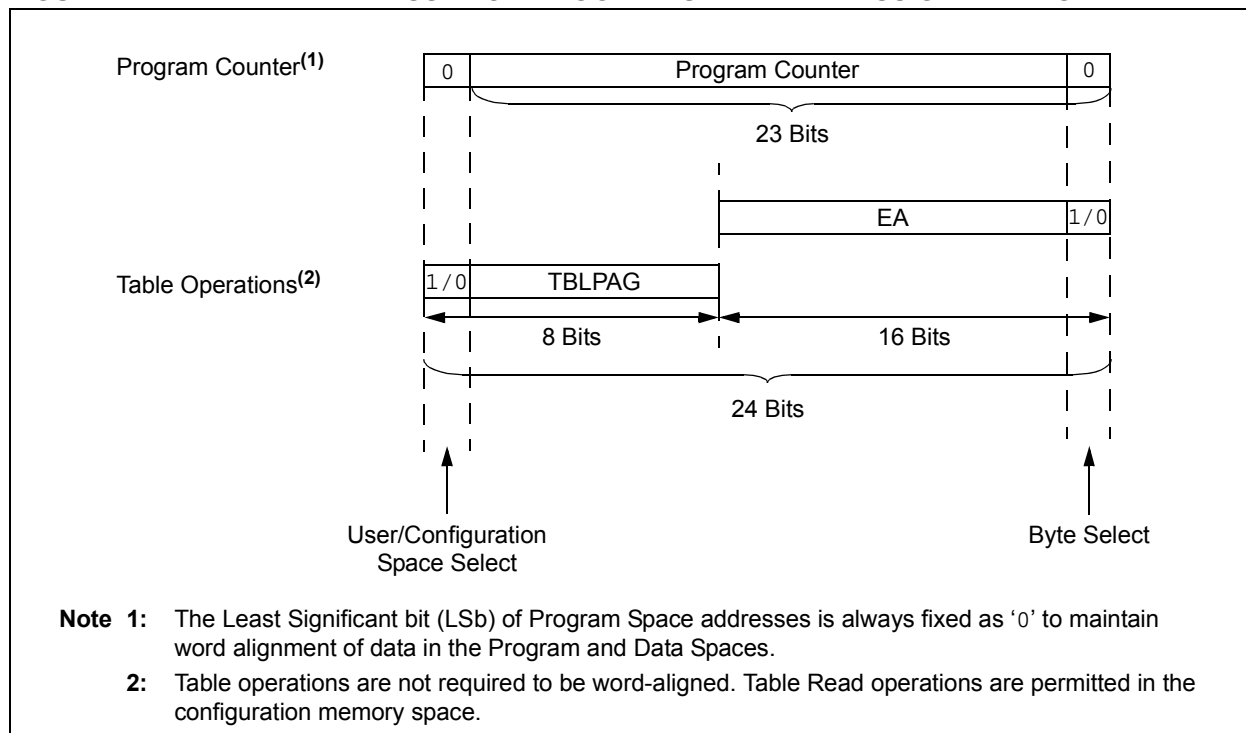 Program Counter(1)
0
Program Counter
0
23 Bits
EA
1/0
Table Operations(2)
1/0
TBLPAG
8 Bits
16 Bits
24 Bits
User/Configuration
Space Select
Byte Select
Note 1: The Least Significant bit (LSb) of Program Space addresses is always fixed as ‘0’ to maintain
word alignment of data in the Program and Data Spaces.
2: Table operations are not required to be word-aligned. Table Read operations are permitted in the
configuration memory space.